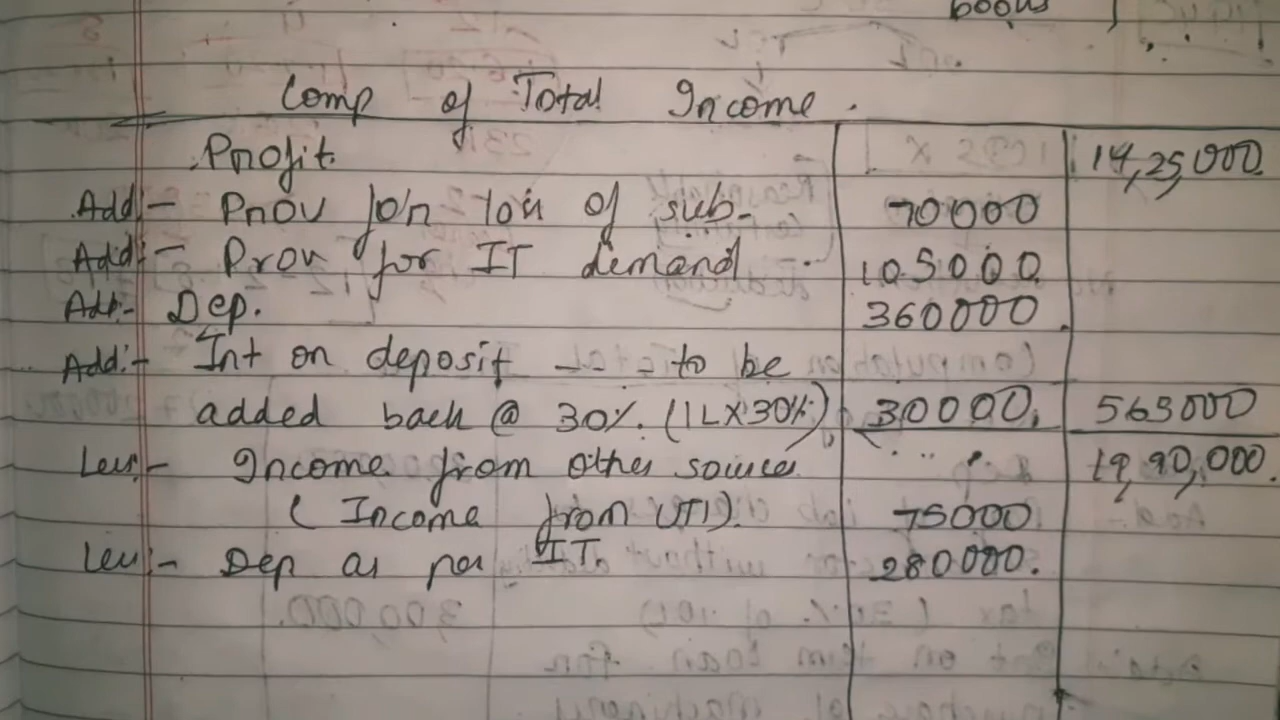 books
Comp of Total Income.
Profit. 14,25,000.
Add:- Prov for loss of sub. 70000
Add:- Prov for IT demand 105000
Add:- Dep. 360000.
Add:- Int on deposit - - - to be
added back @ 30%. (1L X 30%) 30000. 565000
Less:- Income from other sources 19,90,000.
(Income from UTI). 75000
Less:- Dep as per IT. 280000.